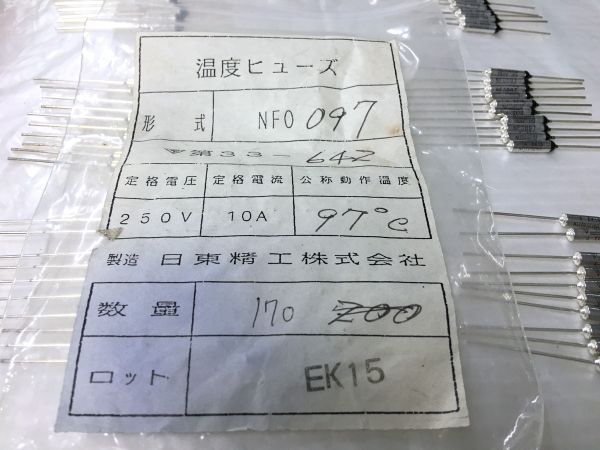 温度ヒューズ
形式 NFO 097
▽第33-642
定格電圧 定格電流 公称動作温度
250V 10A 97°C
製造 日東精工株式会社
数量 170 200
ロット EK15